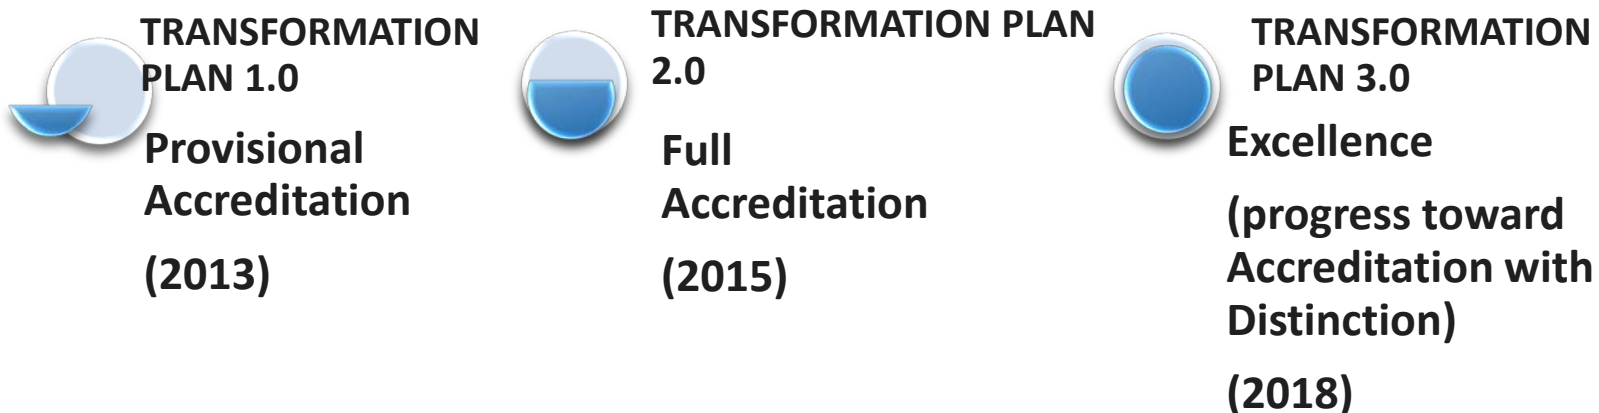 TRANSFORMATION
PLAN 1.0
Provisional
Accreditation
(2013)
TRANSFORMATION PLAN
2.0
Full
Accreditation
(2015)
TRANSFORMATION
PLAN 3.0
Excellence
(progress toward
Accreditation with
Distinction)
(2018)